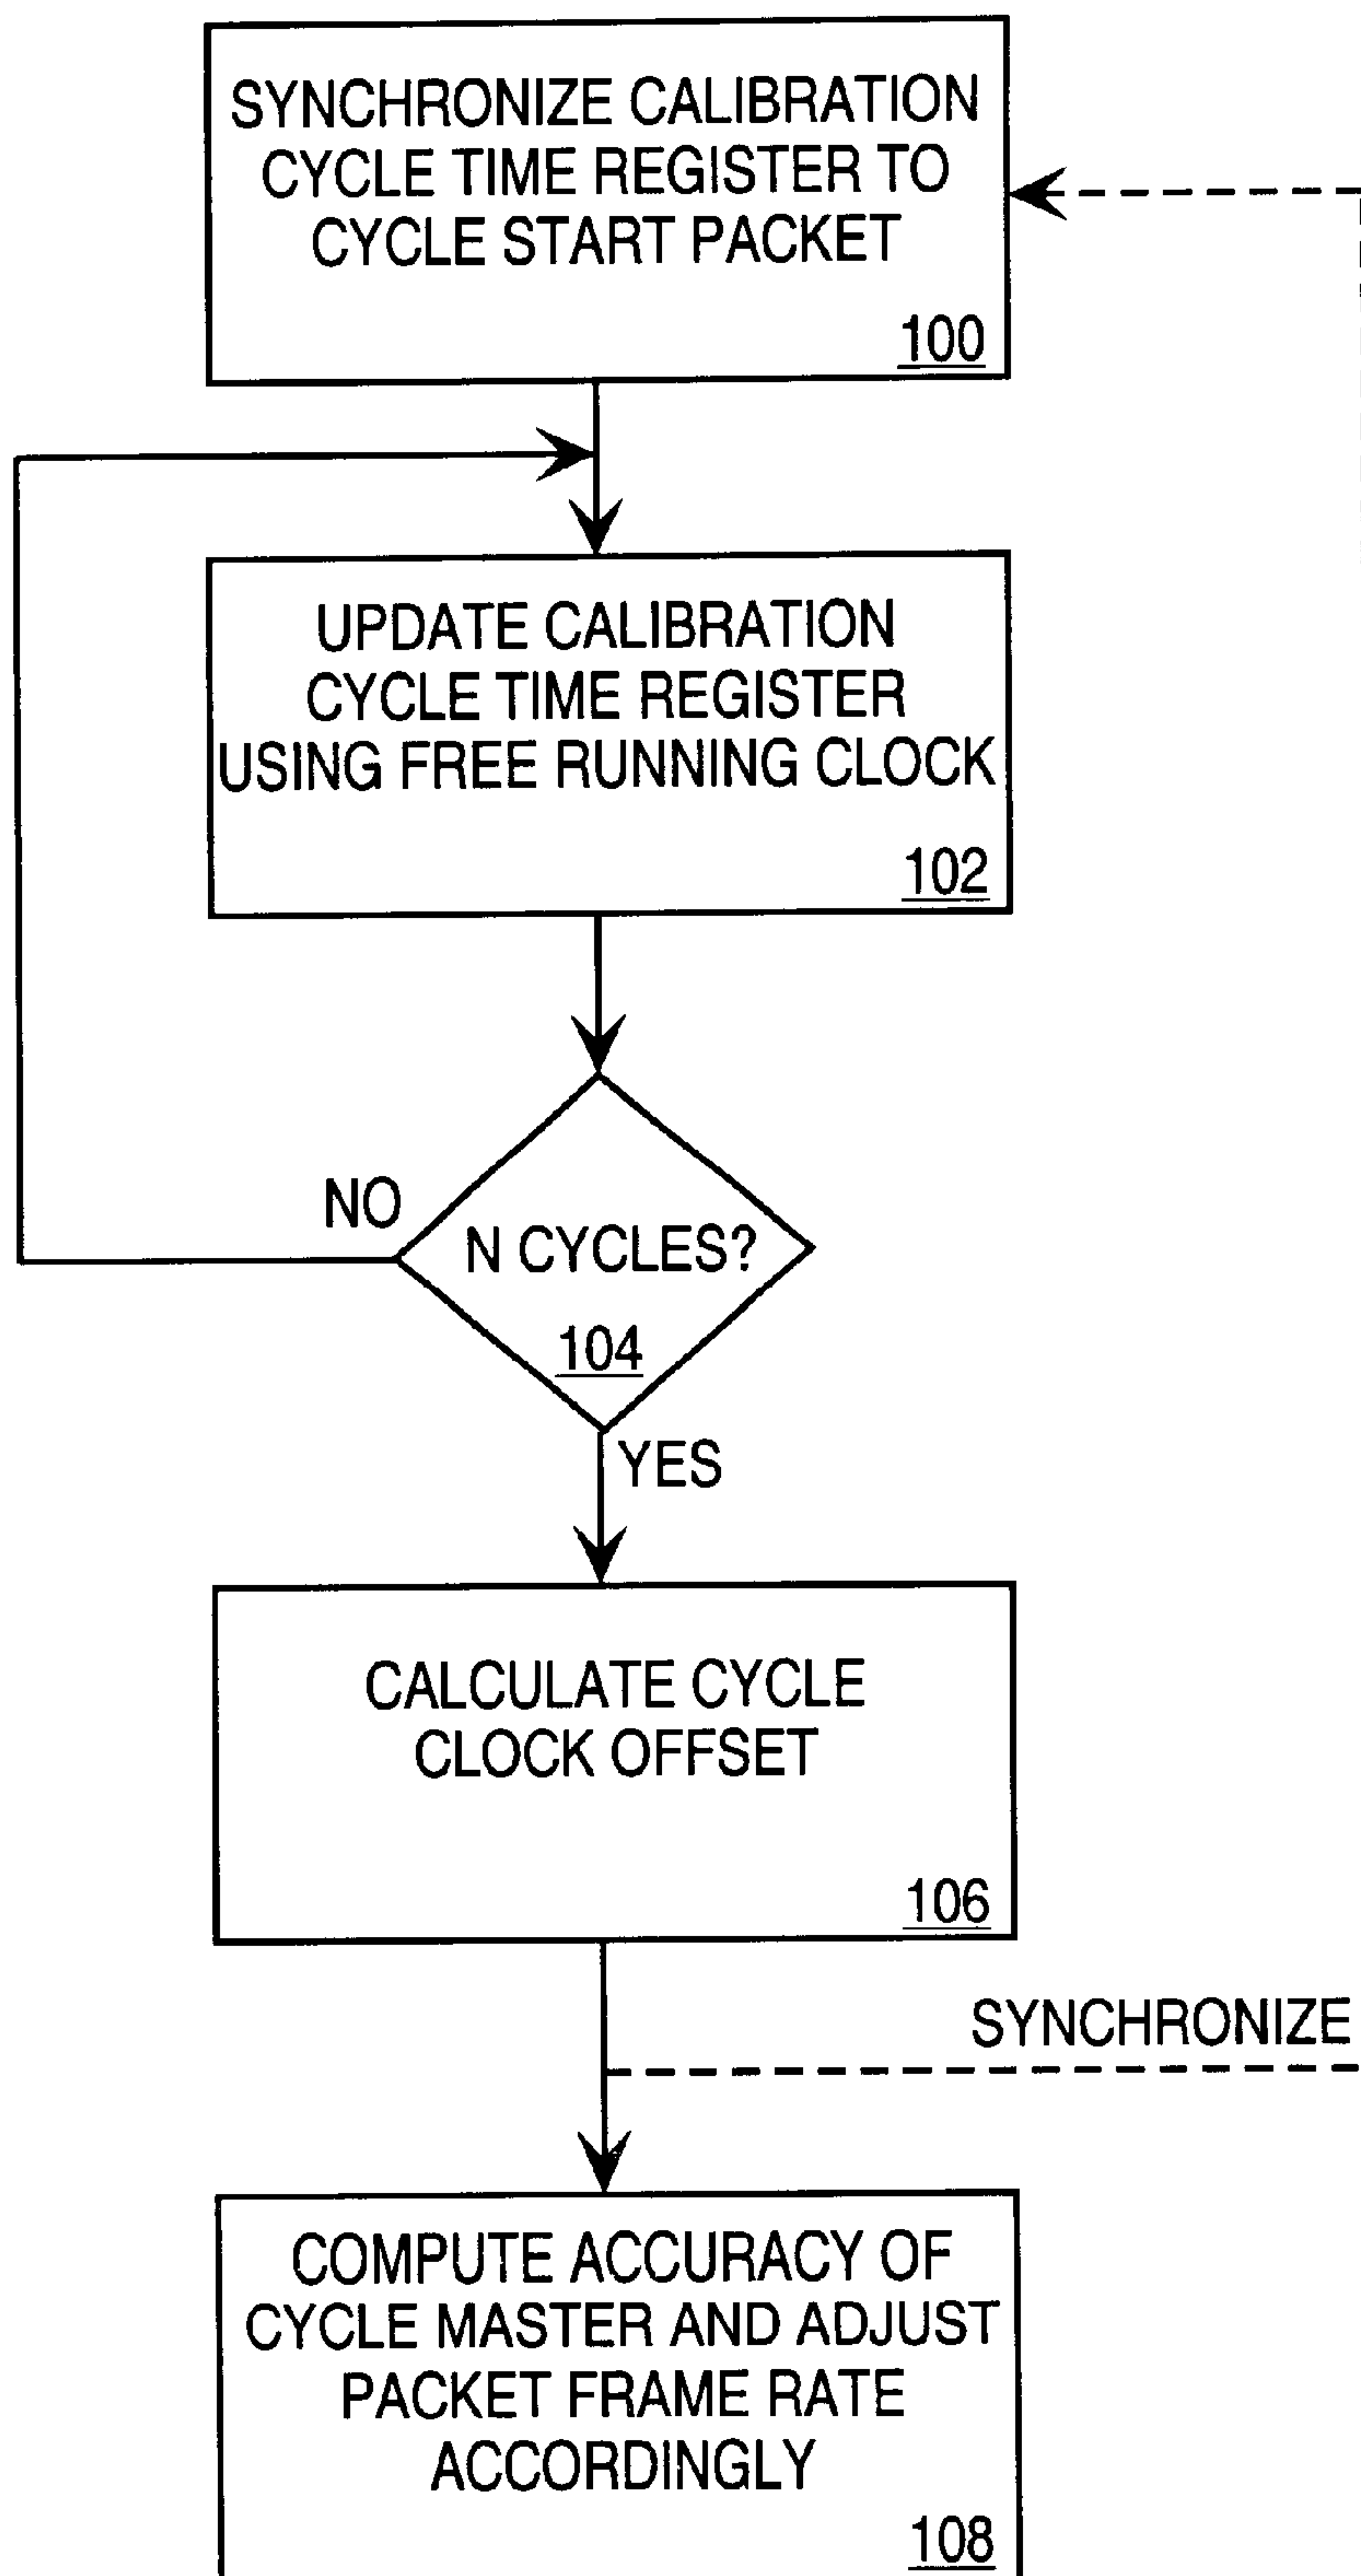 SYNCHRONIZE CALIBRATION
CYCLE TIME REGISTER TO
CYCLE START PACKET
100
UPDATE CALIBRATION
CYCLE TIME REGISTER
USING FREE RUNNING CLOCK
102
NO
N CYCLES?
104
YES
CALCULATE CYCLE
CLOCK OFFSET
106
SYNCHRONIZE
COMPUTE ACCURACY OF
CYCLE MASTER AND ADJUST
PACKET FRAME RATE
ACCORDINGLY
108